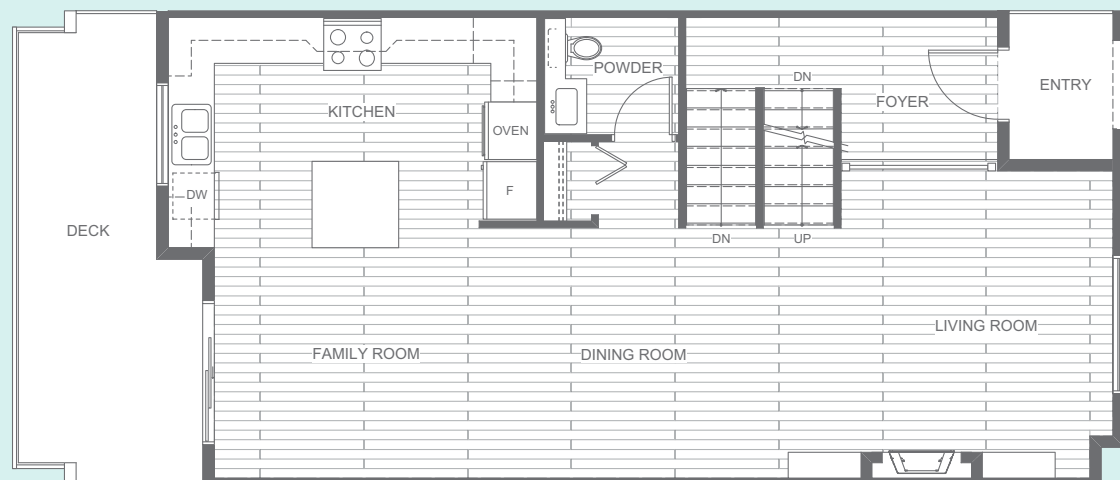 DN
POWDER
ENTRY
FOYER
KITCHEN
OVEN
F
DW
DECK
DN
UP
LIVING ROOM
FAMILY ROOM
DINING ROOM